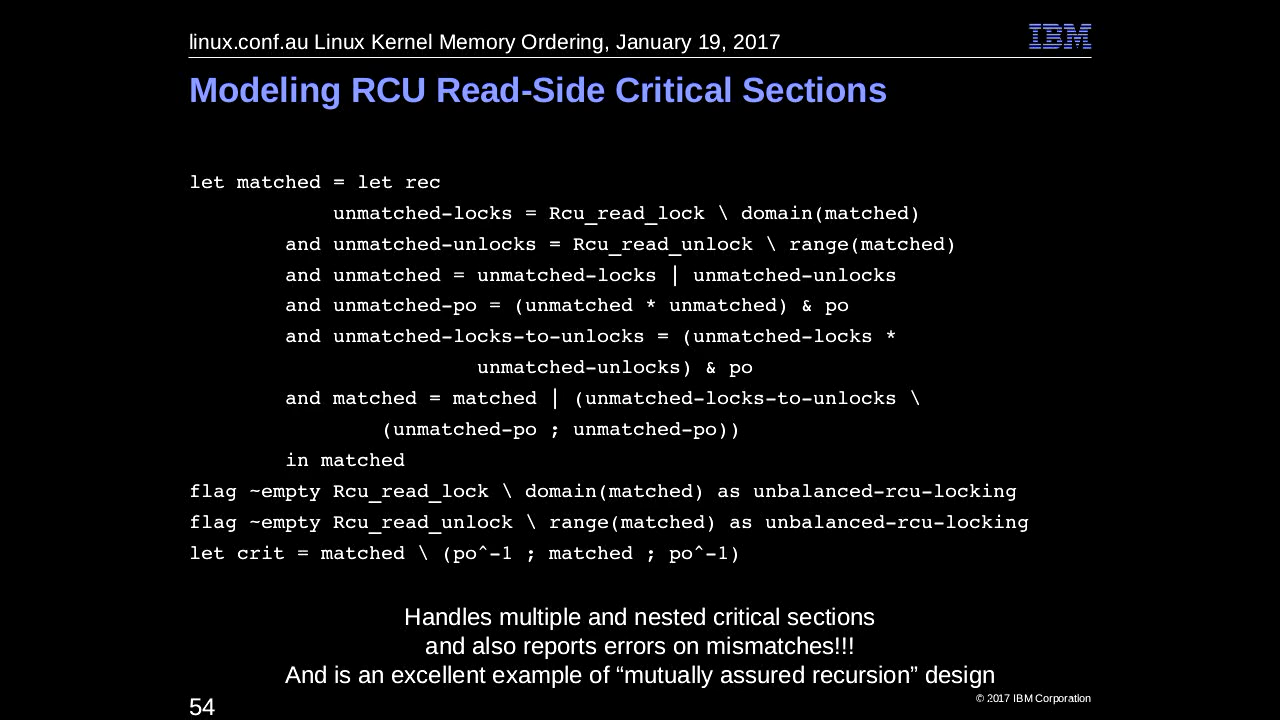 linux.conf.au Linux Kernel Memory Ordering, January 19, 2017
IBM
Modeling RCU Read-Side Critical Sections
let matched = let rec
unmatched-locks = Rcu_read_lock \ domain(matched)
and unmatched-unlocks = Rcu_read_unlock \ range(matched)
and unmatched = unmatched-locks | unmatched-unlocks
and unmatched-po = (unmatched * unmatched) & po
and unmatched-locks-to-unlocks = (unmatched-locks *
unmatched-unlocks) & po
and matched = matched | (unmatched-locks-to-unlocks \
(unmatched-po ; unmatched-po))
in matched
flag ~empty Rcu_read_lock \ domain(matched) as unbalanced-rcu-locking
flag ~empty Rcu_read_unlock \ range(matched) as unbalanced-rcu-locking
let crit = matched \ (po^-1 ; matched ; po^-1)
Handles multiple and nested critical sections
and also reports errors on mismatches!!!
And is an excellent example of “mutually assured recursion” design
54
© 2017 IBM Corporation